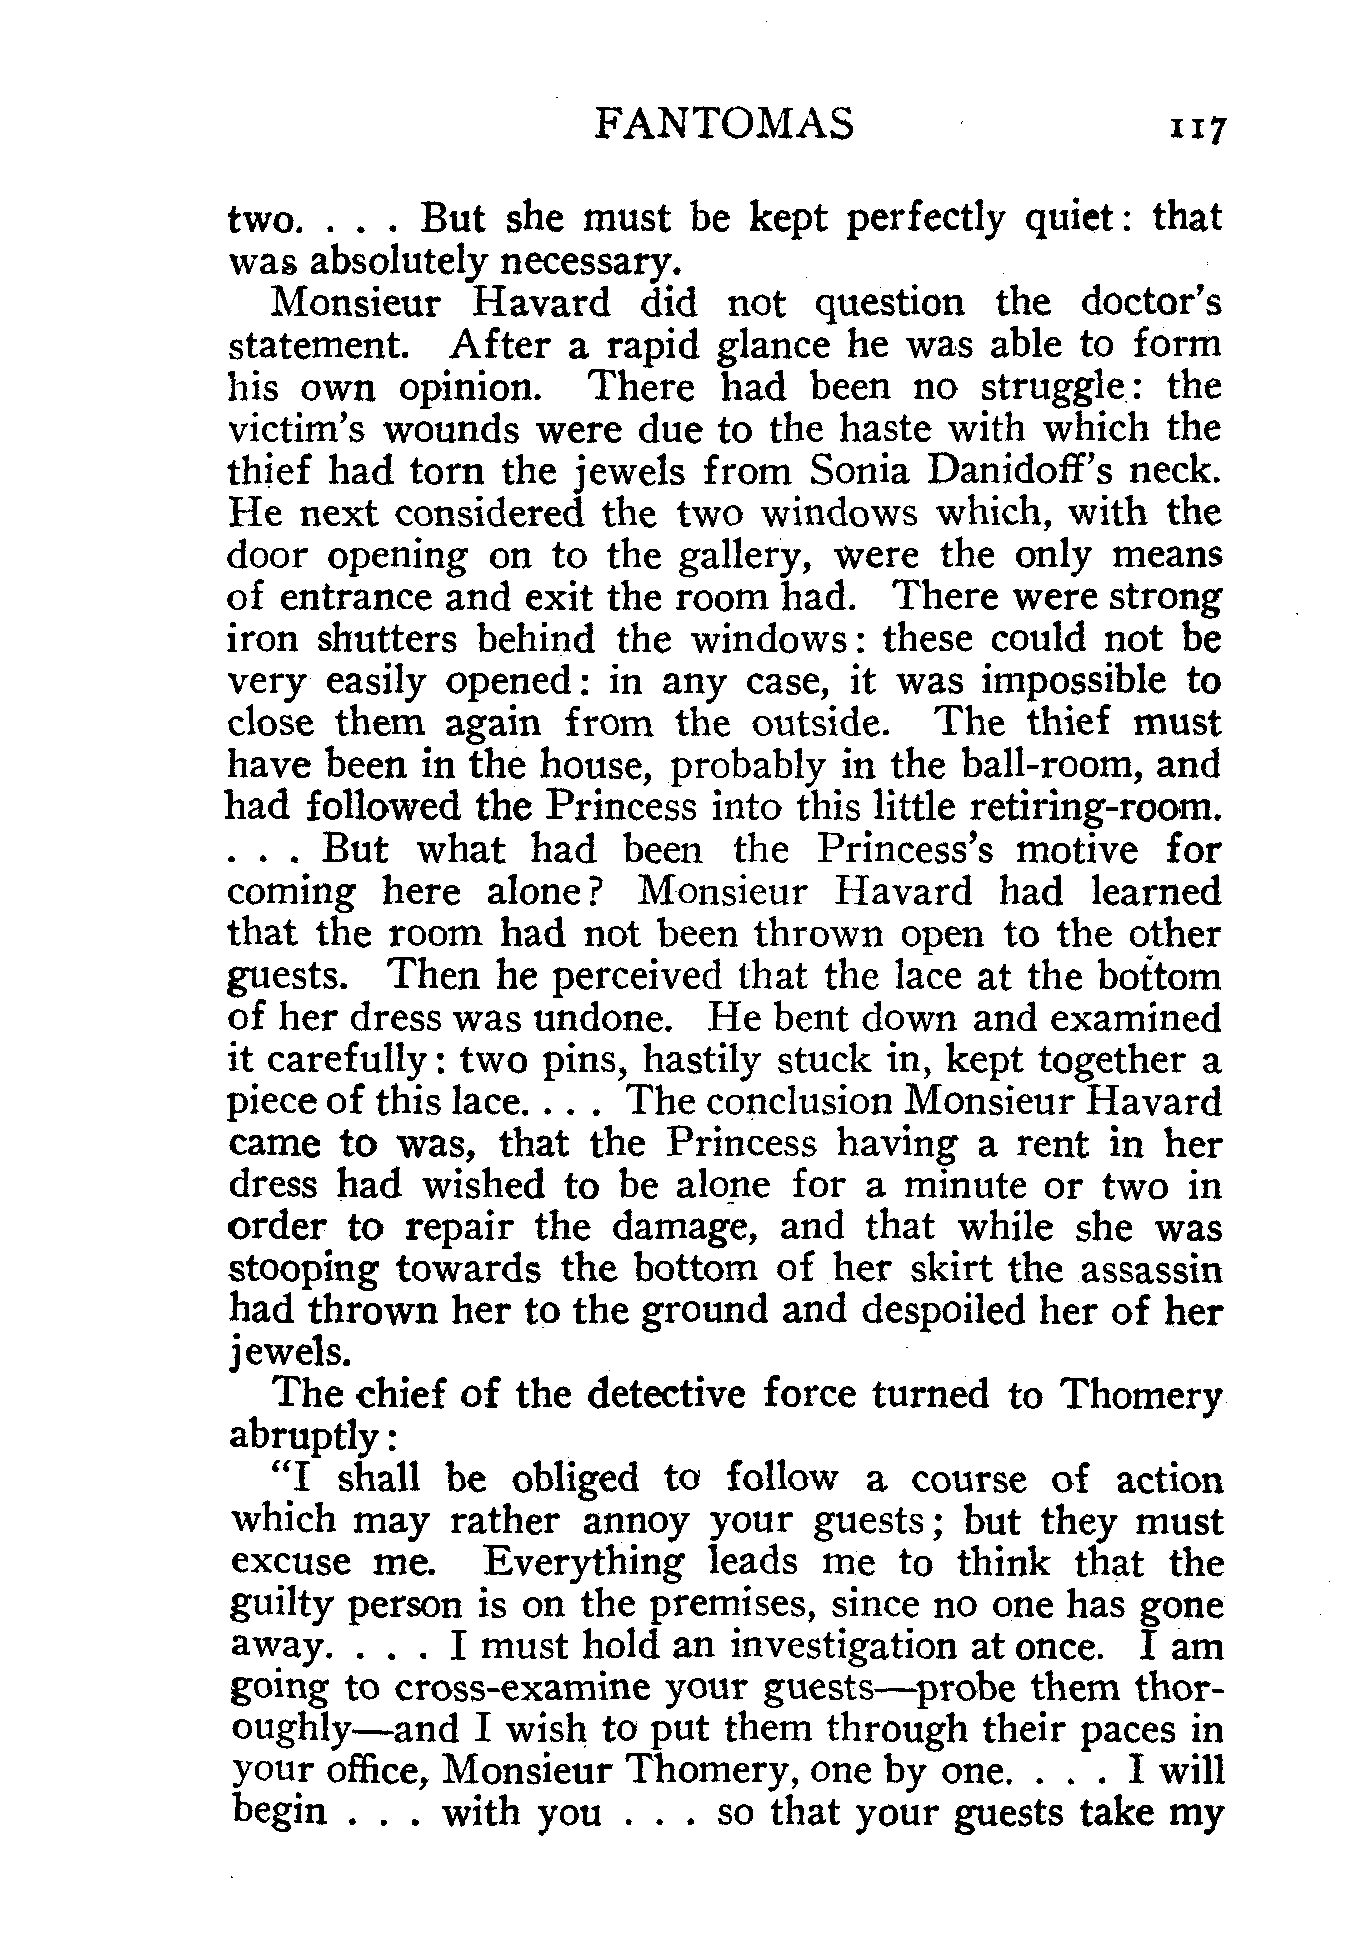 FANTOMAS 117
two. . . . But she must be kept perfectly quiet: that
was absolutely necessary.
Monsieur Havard did not question the doctor's
statement. After a rapid glance he was able to form
his own opinion. There had been no struggle: the
victim's wounds were due to the haste with which the
thief had torn the jewels from Sonia Danidoff's neck.
He next considered the two windows which, with the
door opening on to the gallery, were the only means
of entrance and exit the room had. There were strong
iron shutters behind the windows: these could not be
very easily opened: in any case, it was impossible to
close them again from the outside. The thief must
have been in the house, probably in the ball-room, and
had followed the Princess into this little retiring-room.
. . . But what had been the Princess's motive for
coming here alone? Monsieur Havard had learned
that the room had not been thrown open to the other
guests. Then he perceived that the lace at the bottom
of her dress was undone. He bent down and examined
it carefully: two pins, hastily stuck in, kept together a
piece of this lace. . . . The conclusion Monsieur Havard
came to was, that the Princess having a rent in her
dress had wished to be alone for a minute or two in
order to repair the damage, and that while she was
stooping towards the bottom of her skirt the assassin
had thrown her to the ground and despoiled her of her
jewels.
The chief of the detective force turned to Thomery
abruptly:
"I shall be obliged to follow a course of action
which may rather annoy your guests; but they must
excuse me. Everything leads me to think that the
guilty person is on the premises, since no one has gone
away. . . . I must hold an investigation at once. I am
going to cross-examine your guests—probe them thor-
oughly—and I wish to put them through their paces in
your office, Monsieur Thomery, one by one. . . . I will
begin . . . with you . . . so that your guests take my